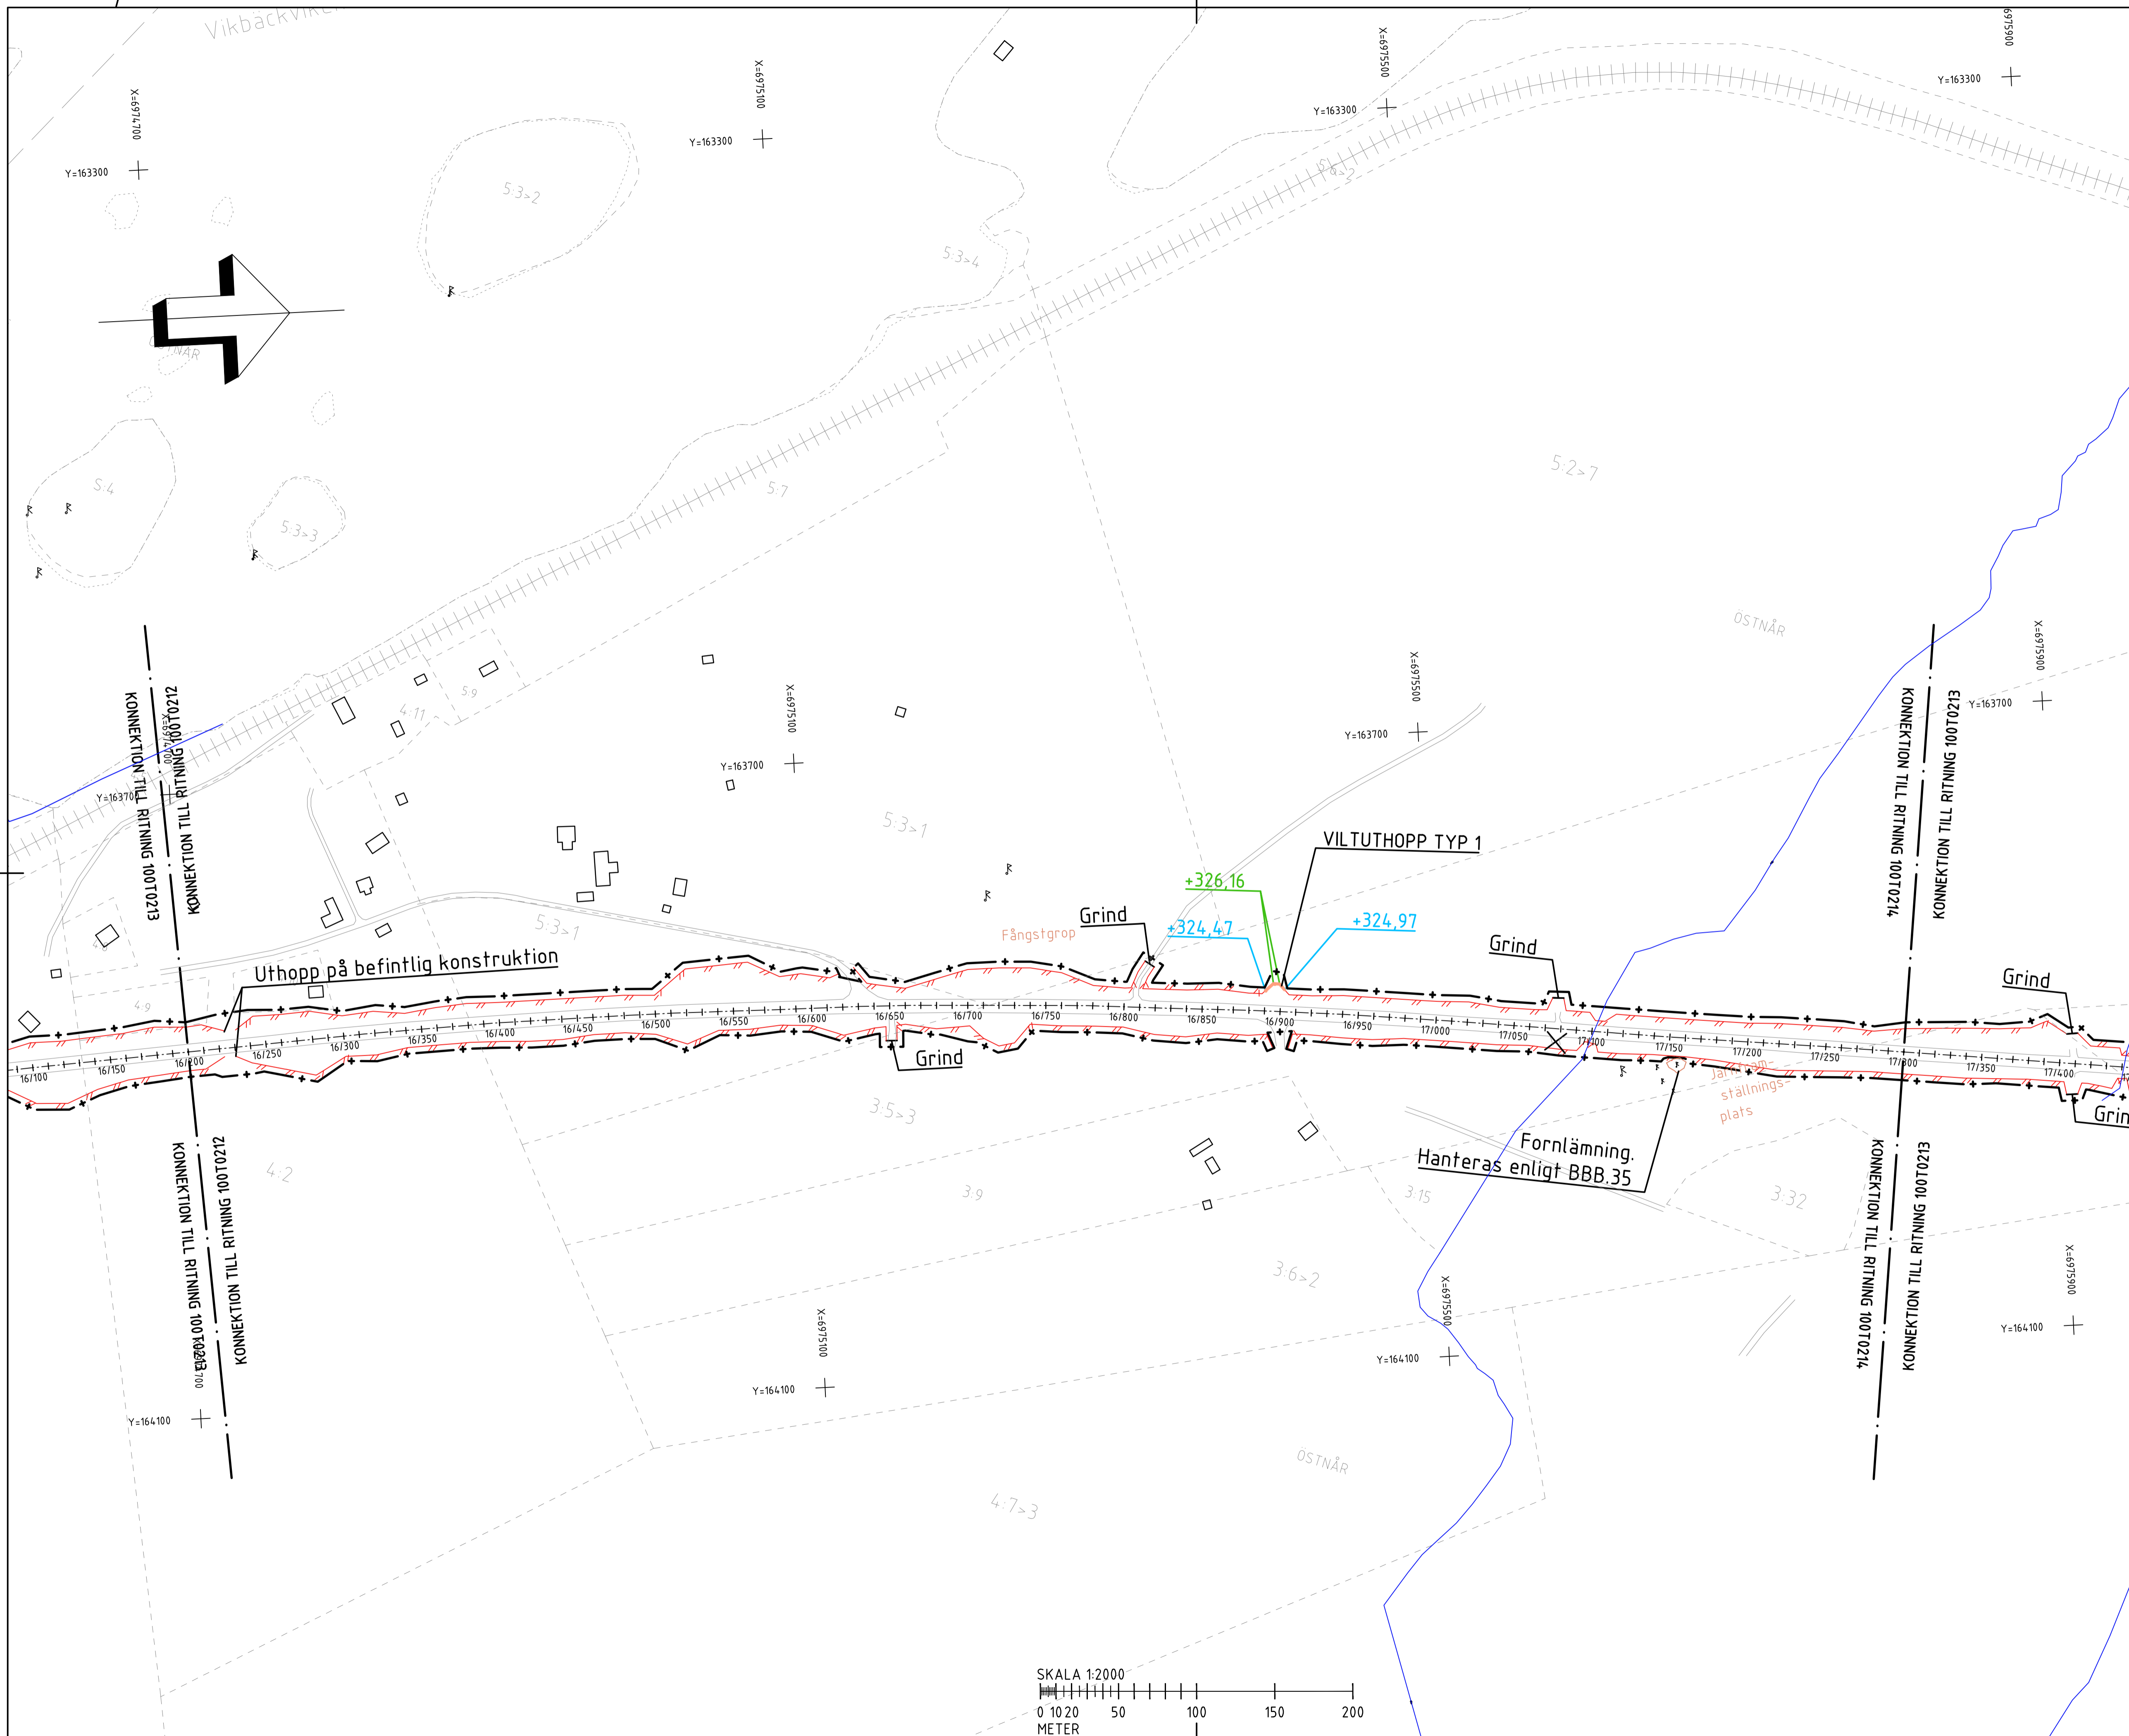 Vikbäckviken
X=6974700
Y=163300
X=6975100
Y=163300
X=6975500
Y=163300
6975900
Y=163300
5:3>2
5:3>4
S:6>2
ÖSTNÅR
S:4
5:3>3
5:7
5:2>7
ÖSTNÅR
5:9
4:11
KONNEKTION TILL RITNING 100T0213
KONNEKTION TILL RITNING 100T0212
X=6974700
Y=163700
X=6975100
Y=163700
X=6975500
Y=163700
X=6975900
Y=163700
KONNEKTION TILL RITNING 100T0214
KONNEKTION TILL RITNING 100T0213
5:3>1
VILTUTHOPP TYP 1
+326,16
+324,47
+324,97
Grind
Fångstgrop
5:3>1
Grind
Grind
Uthopp på befintlig konstruktion
4:9
16/100
16/150
16/200
16/250
16/300
16/350
16/400
16/450
16/500
16/550
16/600
16/650
16/700
16/750
16/800
16/850
16/900
16/950
17/000
17/050
17/100
17/150
17/200
17/250
17/300
17/350
17/400
Grind
Järnfram-
ställnings-
plats
Grin
Fornlämning.
Hanteras enligt BBB.35
3:5>3
4:2
3:9
3:15
3:32
3:6>2
KONNEKTION TILL RITNING 100T0213
KONNEKTION TILL RITNING 100T0212
KONNEKTION TILL RITNING 100T0214
KONNEKTION TILL RITNING 100T0213
Y=164100
X=6975100
Y=164100
X=6975500
Y=164100
X=6975900
Y=164100
ÖSTNÅR
4:7>3
SKALA 1:2000
0 10 20 50 100 150 200
METER